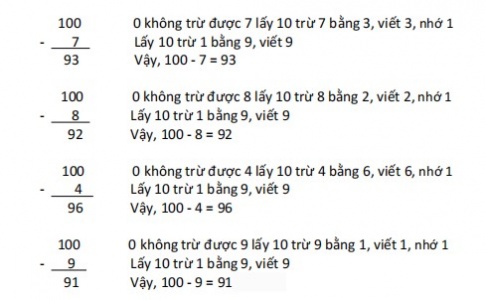 100 0 không trừ được 7 lấy 10 trừ 7 bằng 3, viết 3, nhớ 1
- 7 Lấy 10 trừ 1 bằng 9, viết 9
93 Vậy, 100 - 7 = 93
100 0 không trừ được 8 lấy 10 trừ 8 bằng 2, viết 2, nhớ 1
- 8 Lấy 10 trừ 1 bằng 9, viết 9
92 Vậy, 100 - 8 = 92
100 0 không trừ được 4 lấy 10 trừ 4 bằng 6, viết 6, nhớ 1
- 4 Lấy 10 trừ 1 bằng 9, viết 9
96 Vậy, 100 - 4 = 96
100 0 không trừ được 9 lấy 10 trừ 9 bằng 1, viết 1, nhớ 1
- 9 Lấy 10 trừ 1 bằng 9, viết 9
91 Vậy, 100 - 9 = 91